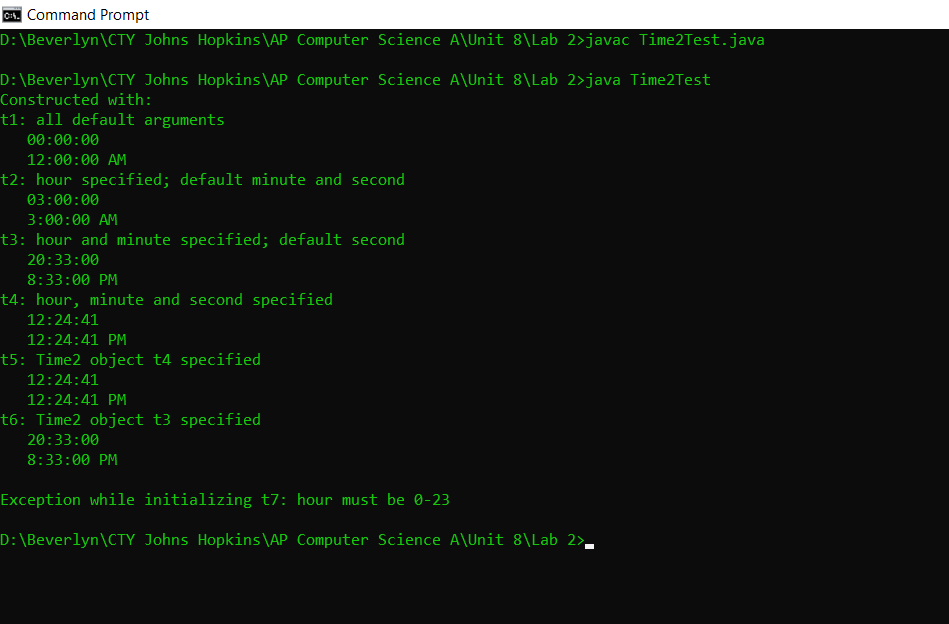 Command Prompt
D:\Beverlyn\CTY Johns Hopkins\AP Computer Science A\Unit 8\Lab 2>javac Time2Test.java
D:\Beverlyn\CTY Johns Hopkins\AP Computer Science A\Unit 8\Lab 2>java Time2Test
Constructed with:
t1: all default arguments
   00:00:00
   12:00:00 AM
t2: hour specified; default minute and second
   03:00:00
   3:00:00 AM
t3: hour and minute specified; default second
   20:33:00
   8:33:00 PM
t4: hour, minute and second specified
   12:24:41
   12:24:41 PM
t5: Time2 object t4 specified
   12:24:41
   12:24:41 PM
t6: Time2 object t3 specified
   20:33:00
   8:33:00 PM
Exception while initializing t7: hour must be 0-23
D:\Beverlyn\CTY Johns Hopkins\AP Computer Science A\Unit 8\Lab 2>